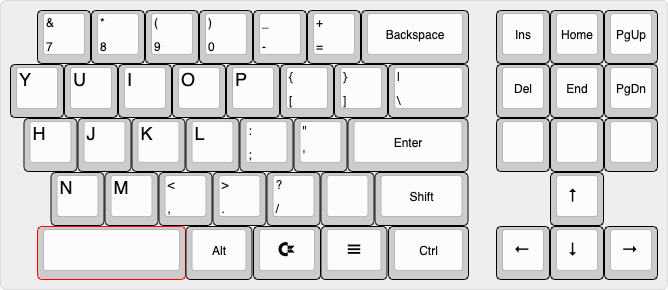 & * ( ) _ +
7 8 9 0 - = Backspace Ins Home PgUp
Y U I O P { } |
[ ] \ Del End PgDn
H J K L : "
; ' Enter
N M < > ?
, . / Shift ↑
Alt ≡ Ctrl ← ↓ →